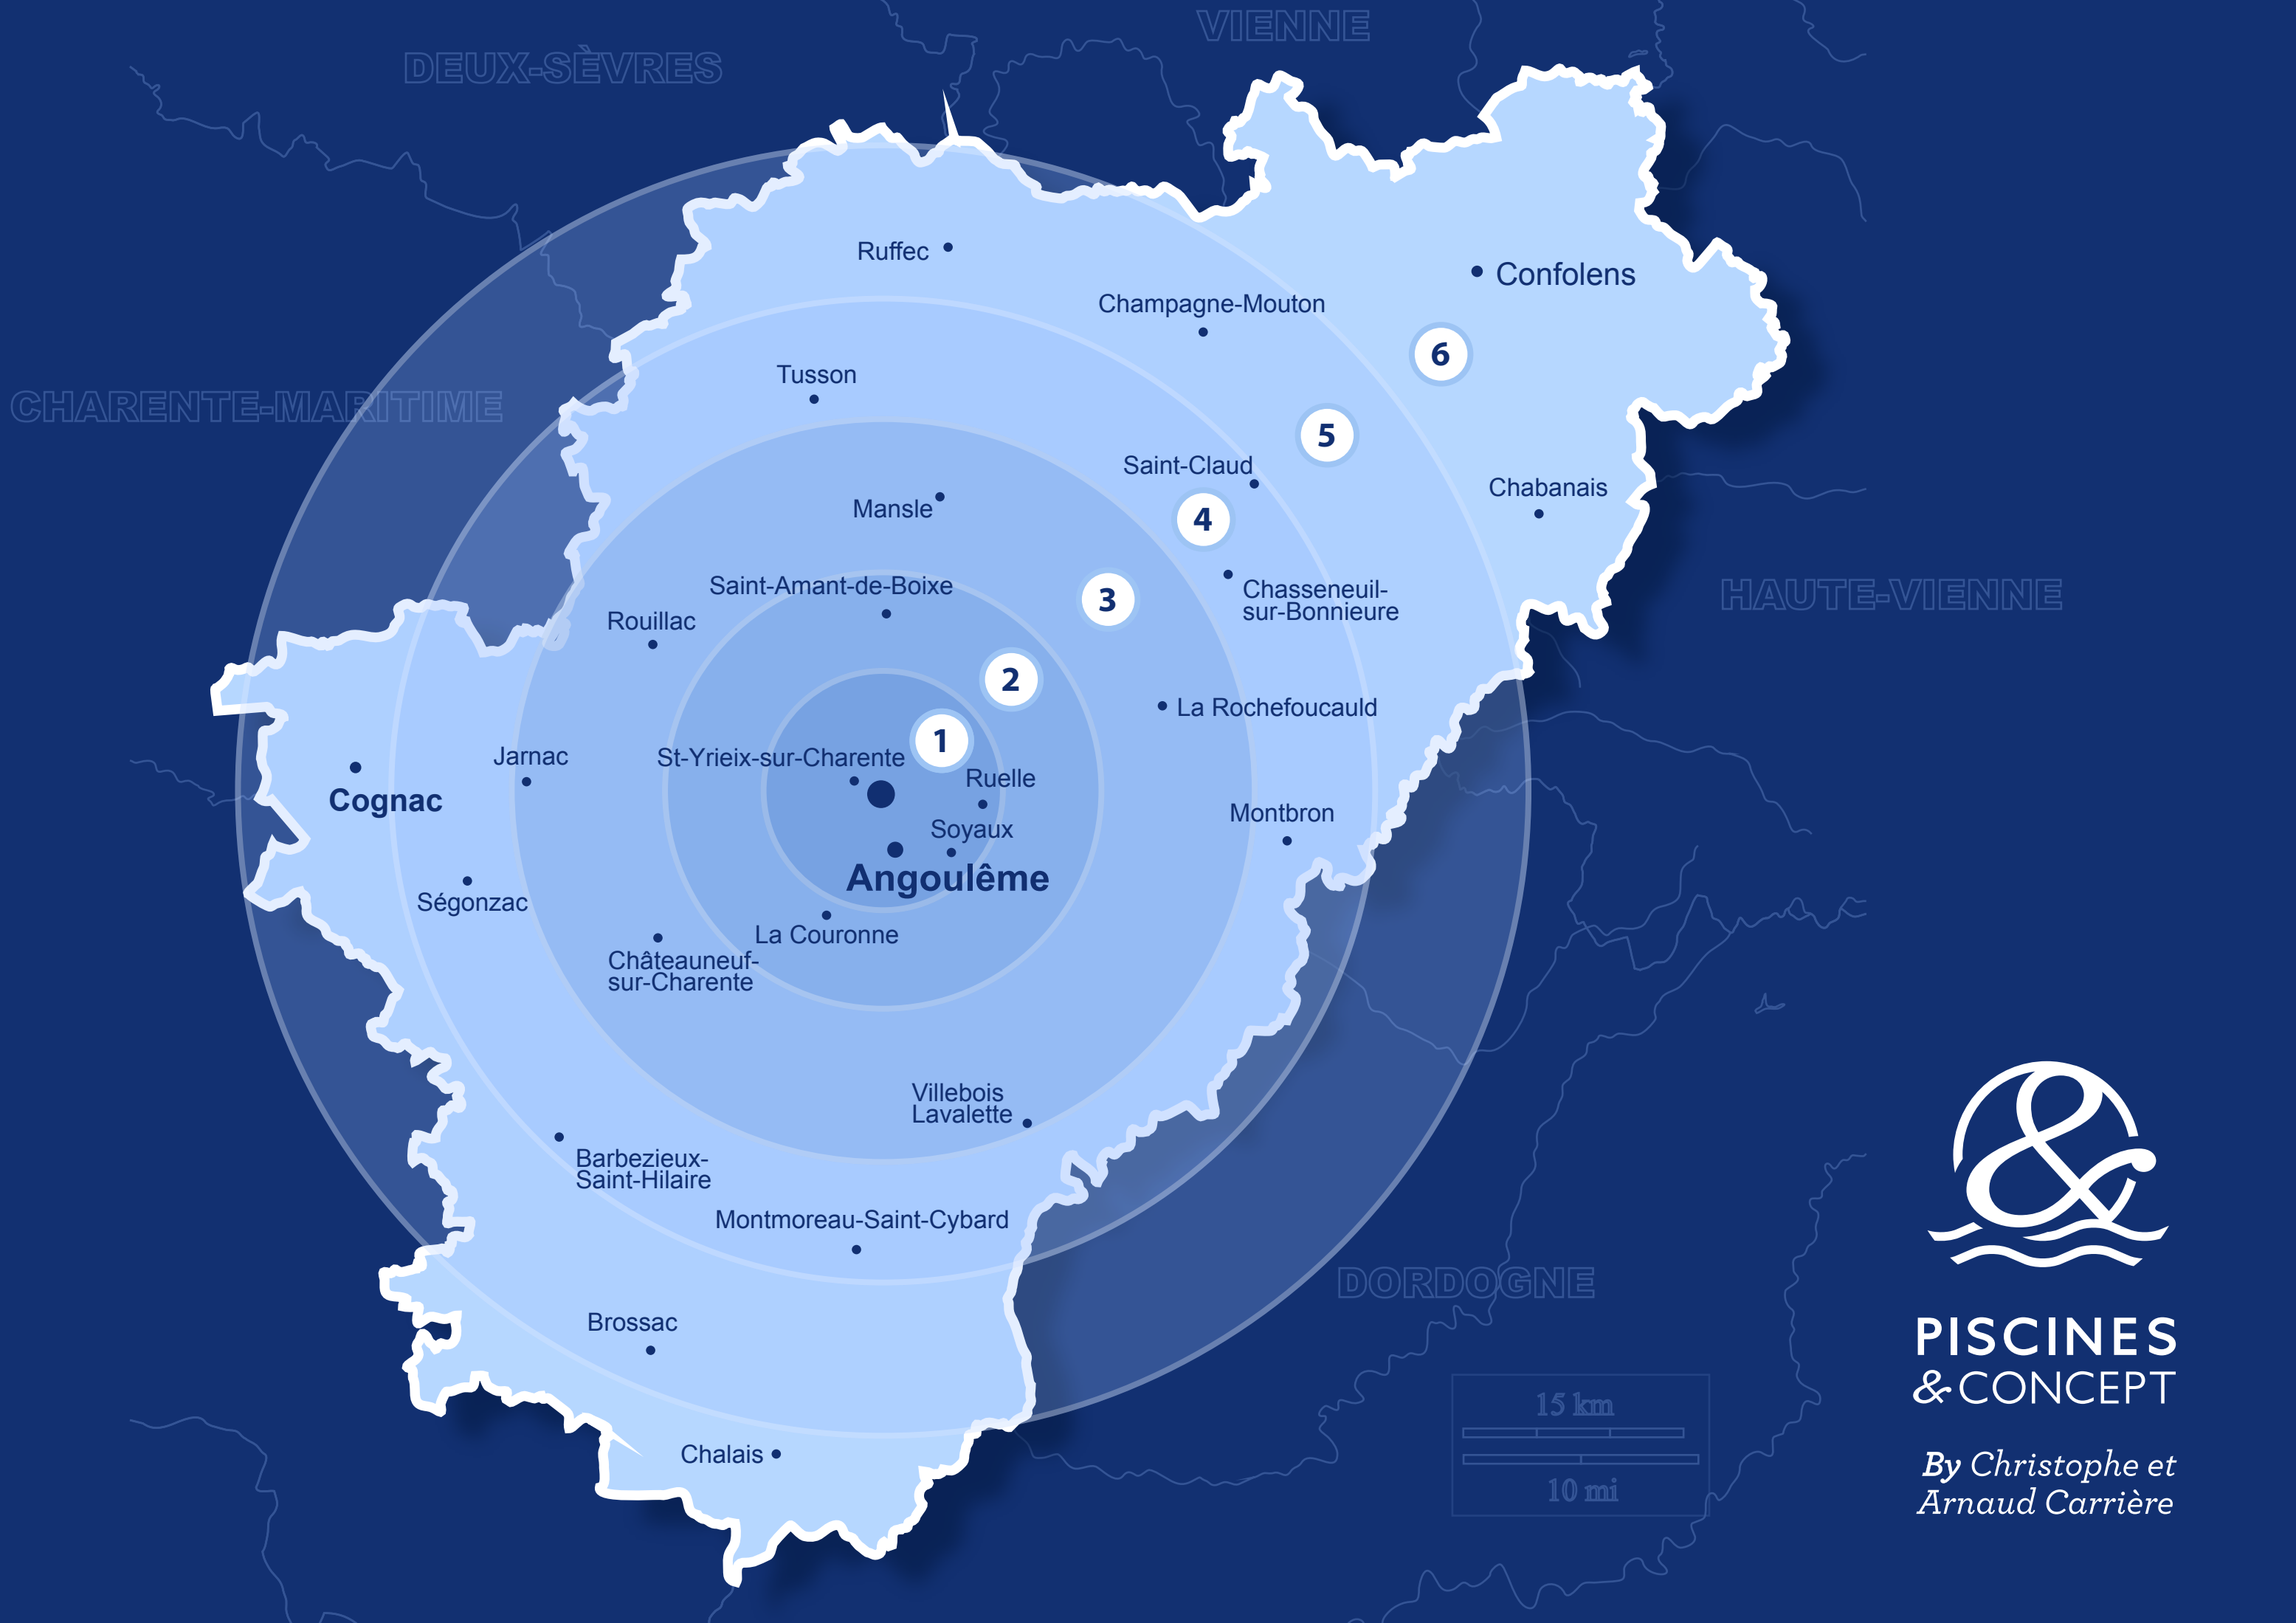 VIENNE
DEUX-SÈVRES
Ruffec
Confolens
Champagne-Mouton
6
Tusson
CHARENTE-MARITIME
5
Saint-Claud
Chabanais
Mansle
4
Saint-Amant-de-Boixe
3
Chasseneuil-
sur-Bonnieure
HAUTE-VIENNE
Rouillac
2
La Rochefoucauld
1
Jarnac
St-Yrieix-sur-Charente
Ruelle
Cognac
Montbron
Soyaux
Angoulême
Ségonzac
La Couronne
Châteauneuf-
sur-Charente
Villebois
Lavalette
Barbezieux-
Saint-Hilaire
Montmoreau-Saint-Cybard
DORDOGNE
Brossac
Chalais
15 km
10 mi
PISCINES
&CONCEPT
By Christophe et
Arnaud Carrière